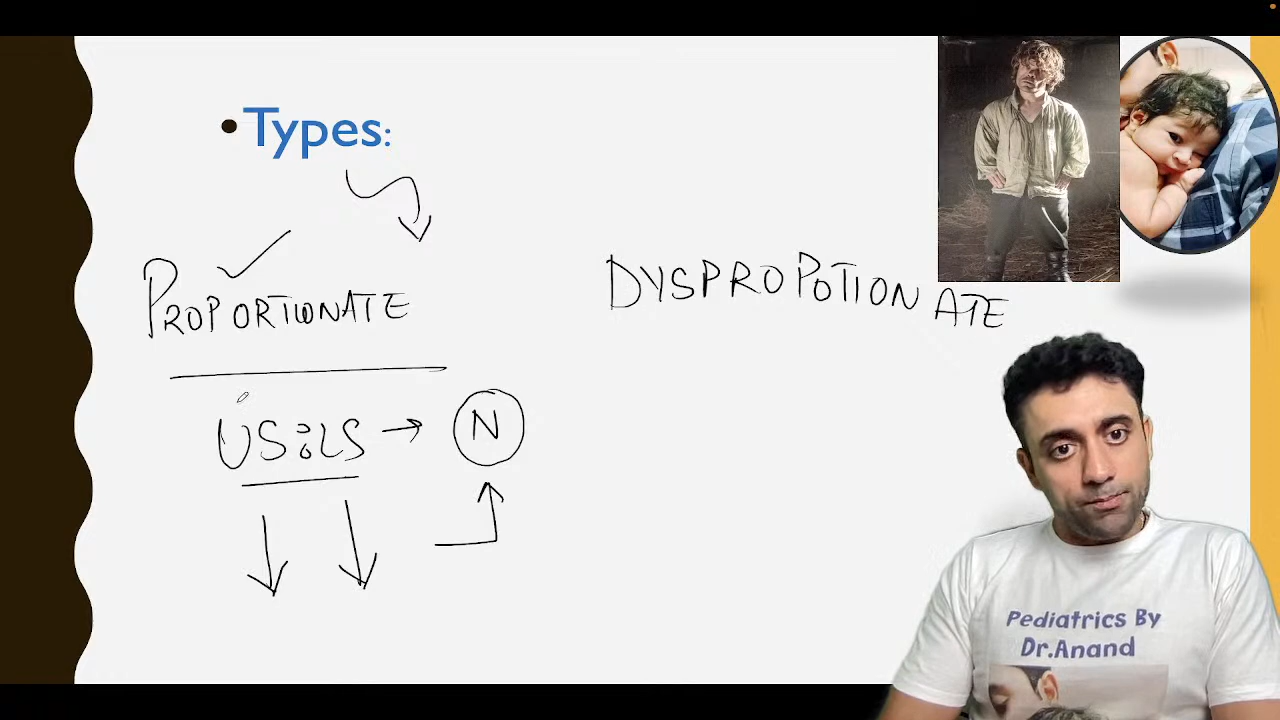 •Types:
PROPORTIONATE
DYSPROPOTIONATE
US:LS → N
Pediatrics By
Dr.Anand